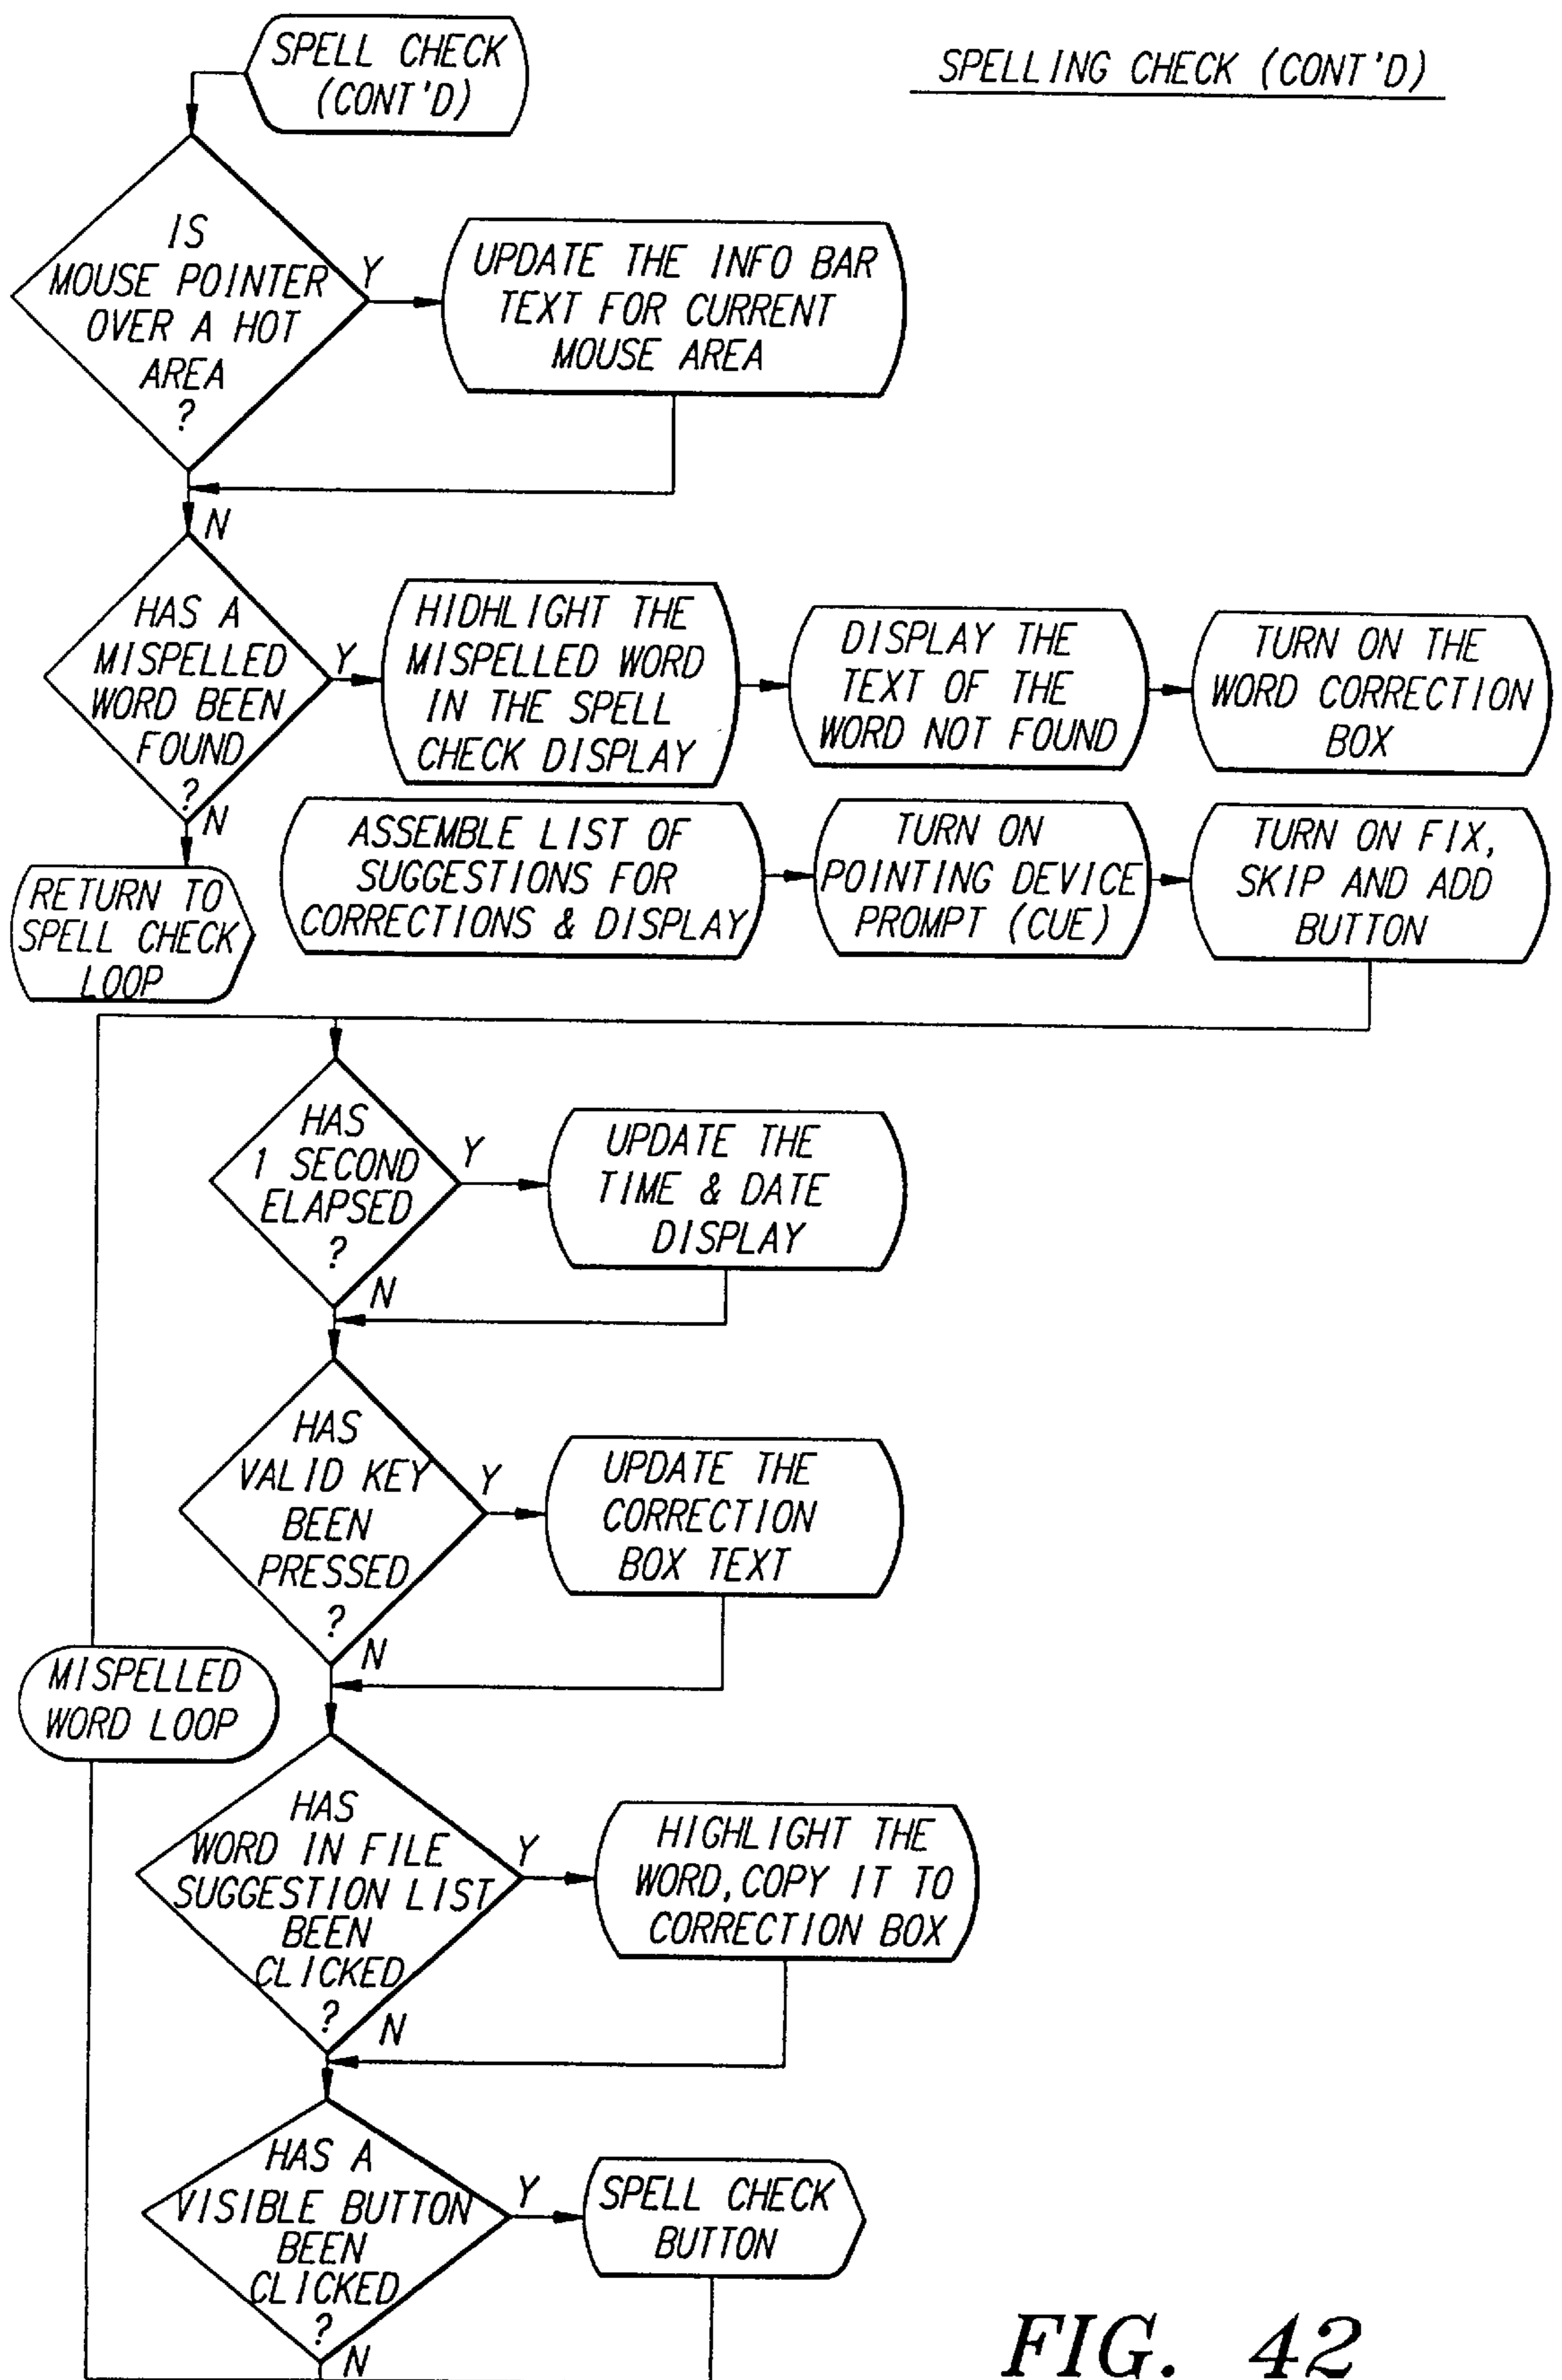 SPELL CHECK
(CONT'D)
SPELLING CHECK (CONT'D)
IS
MOUSE POINTER
OVER A HOT
AREA
?
Y
UPDATE THE INFO BAR
TEXT FOR CURRENT
MOUSE AREA
N
HAS A
MISPELLED
WORD BEEN
FOUND
?
Y
HIDHLIGHT THE
MISPELLED WORD
IN THE SPELL
CHECK DISPLAY
DISPLAY THE
TEXT OF THE
WORD NOT FOUND
TURN ON THE
WORD CORRECTION
BOX
N
RETURN TO
SPELL CHECK
LOOP
ASSEMBLE LIST OF
SUGGESTIONS FOR
CORRECTIONS & DISPLAY
TURN ON
POINTING DEVICE
PROMPT (CUE)
TURN ON FIX,
SKIP AND ADD
BUTTON
HAS
1 SECOND
ELAPSED
?
Y
UPDATE THE
TIME & DATE
DISPLAY
N
HAS
VALID KEY
BEEN
PRESSED
?
Y
UPDATE THE
CORRECTION
BOX TEXT
N
MISPELLED
WORD LOOP
HAS
WORD IN FILE
SUGGESTION LIST
BEEN
CLICKED
?
Y
HIGHLIGHT THE
WORD, COPY IT TO
CORRECTION BOX
N
HAS A
VISIBLE BUTTON
BEEN
CLICKED
?
Y
SPELL CHECK
BUTTON
N
FIG. 42